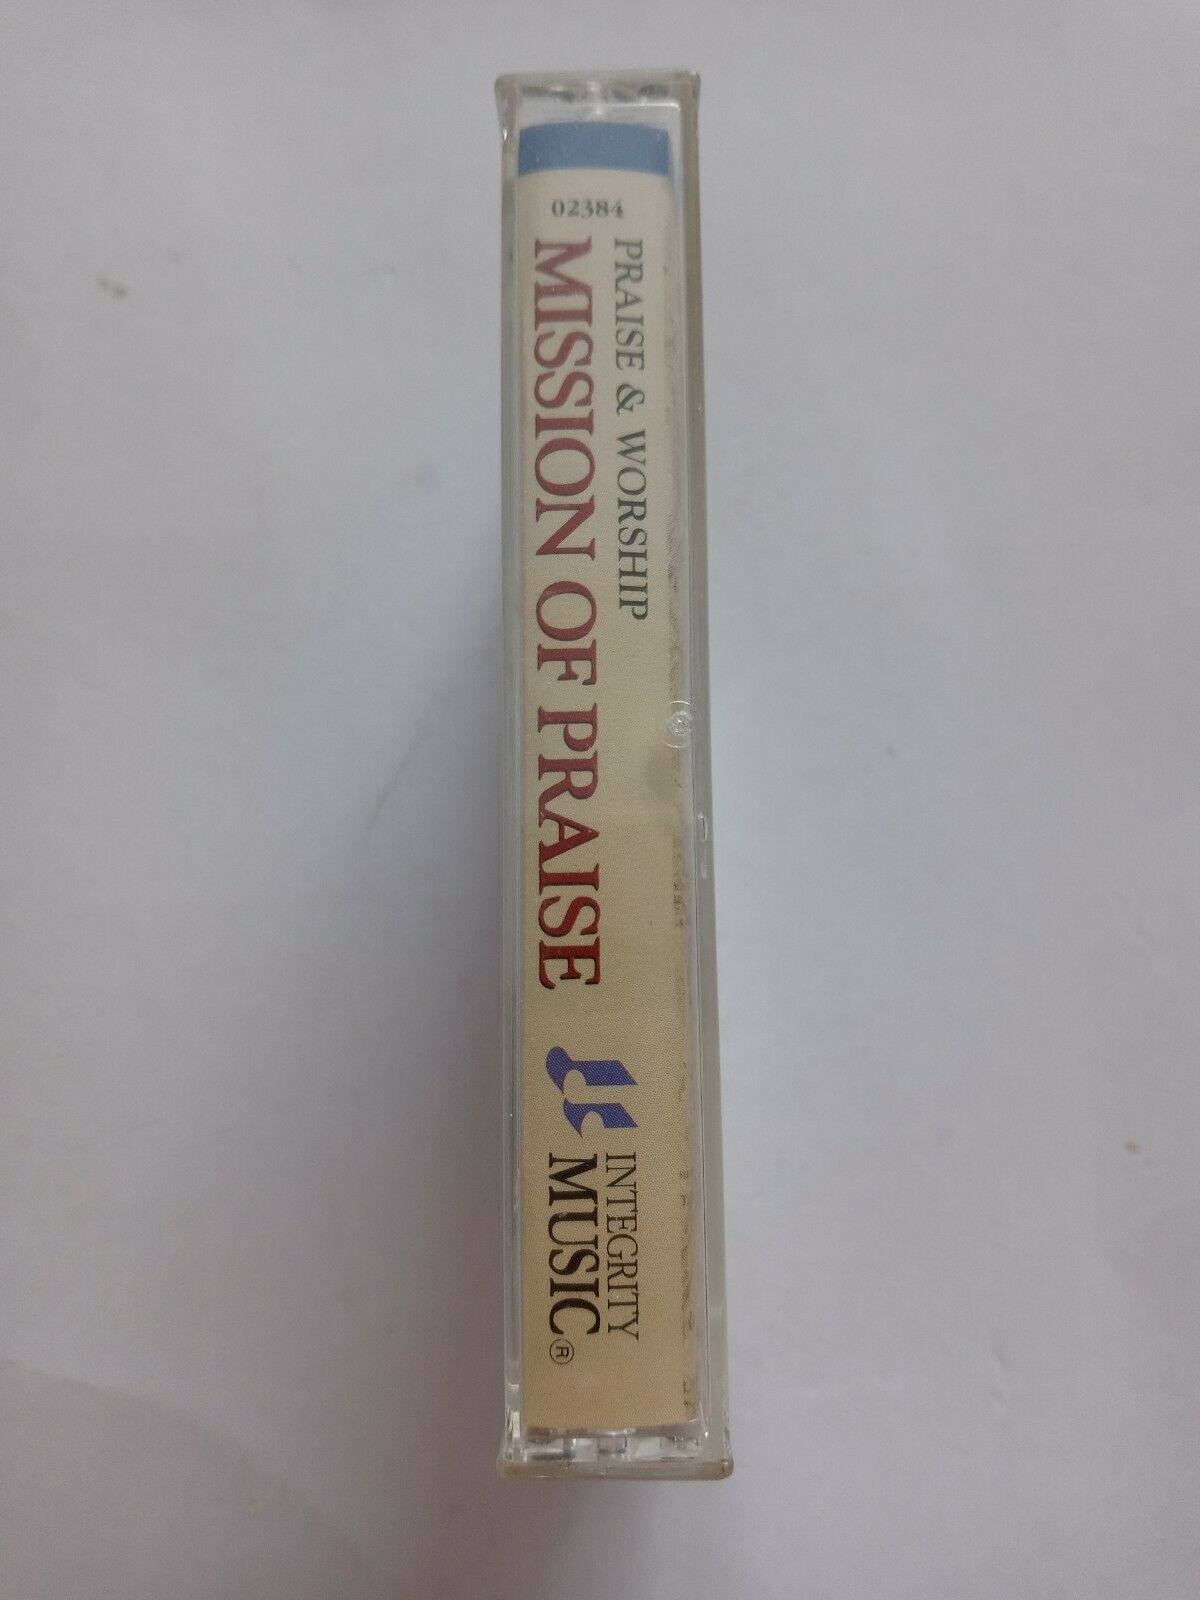 02384
PRAISE & WORSHIP
MISSION OF PRAISE
INTEGRITY
MUSIC®